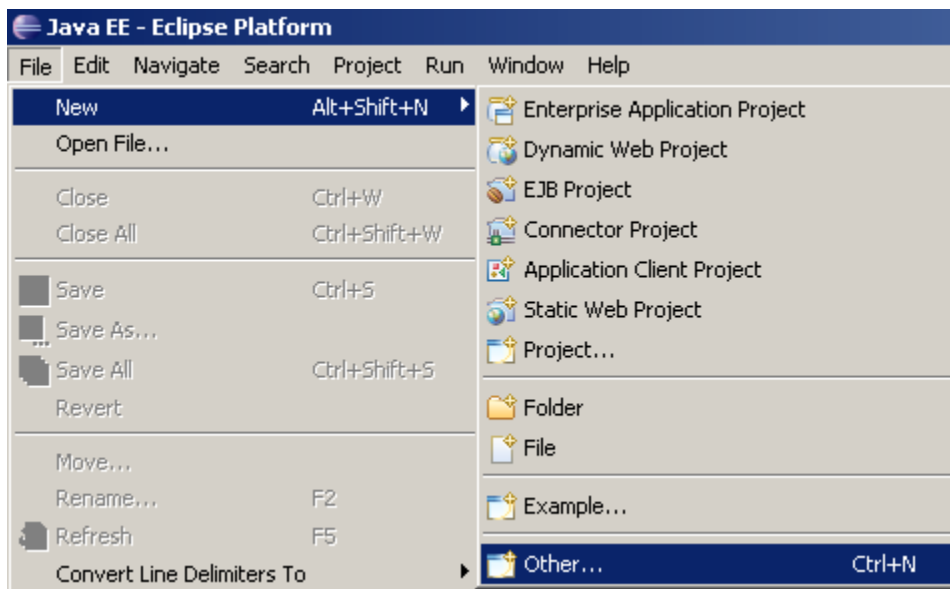 Java EE - Eclipse Platform
File Edit Navigate Search Project Run Window Help
New Alt+Shift+N
Open File...
Close Ctrl+W
Close All Ctrl+Shift+W
Save Ctrl+S
Save As...
Save All Ctrl+Shift+S
Revert
Move...
Rename... F2
Refresh F5
Convert Line Delimiters To
Enterprise Application Project
Dynamic Web Project
EJB Project
Connector Project
Application Client Project
Static Web Project
Project...
Folder
File
Example...
Other... Ctrl+N